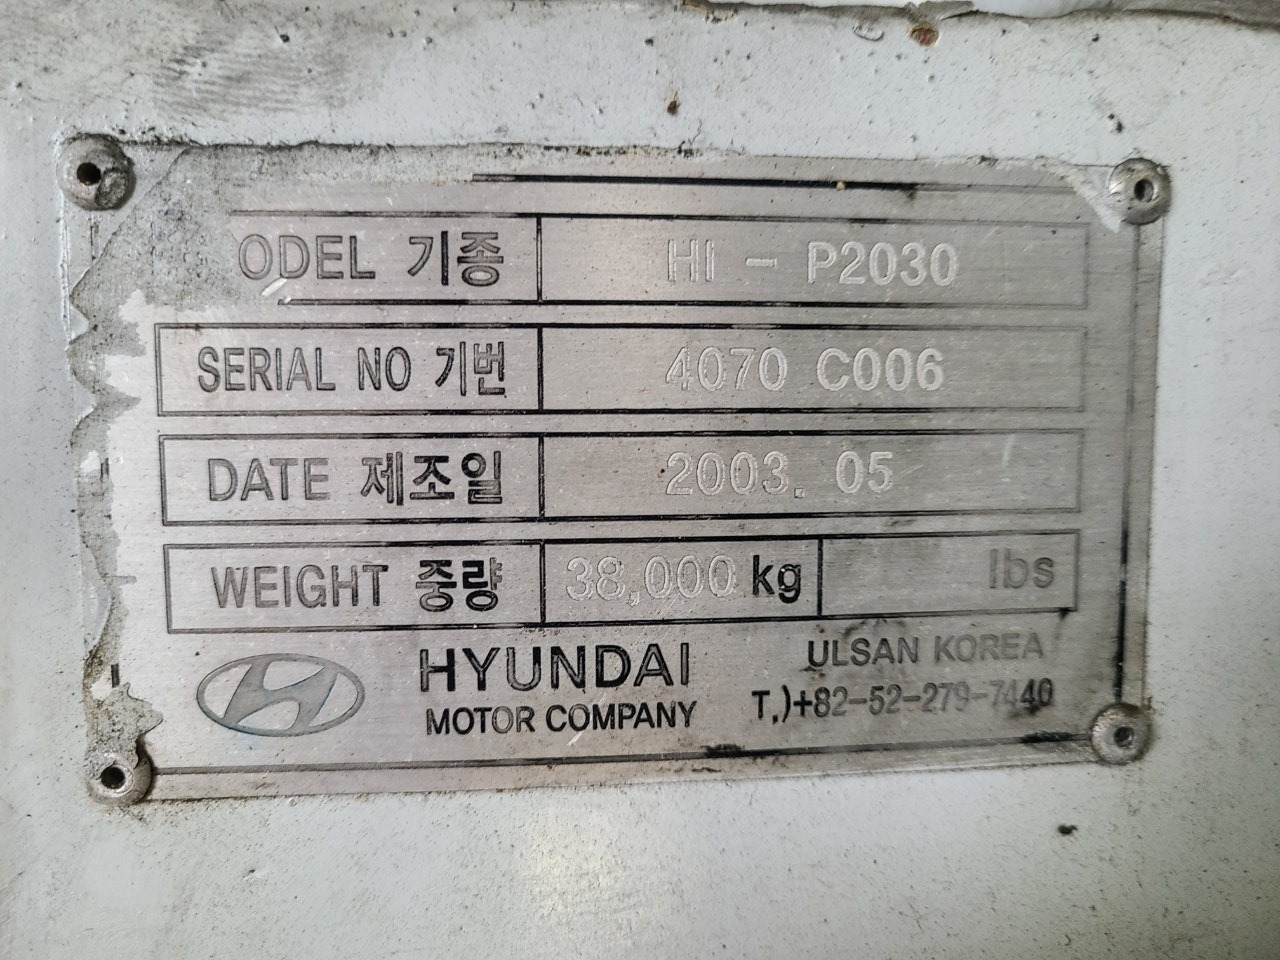 ODEL 기종 HI - P2030
SERIAL NO 기번 4070 C006
DATE 제조일 2003. 05
WEIGHT 중량 38,000 kg lbs
HYUNDAI
MOTOR COMPANY
ULSAN KOREA
T.)+82-52-279-7440